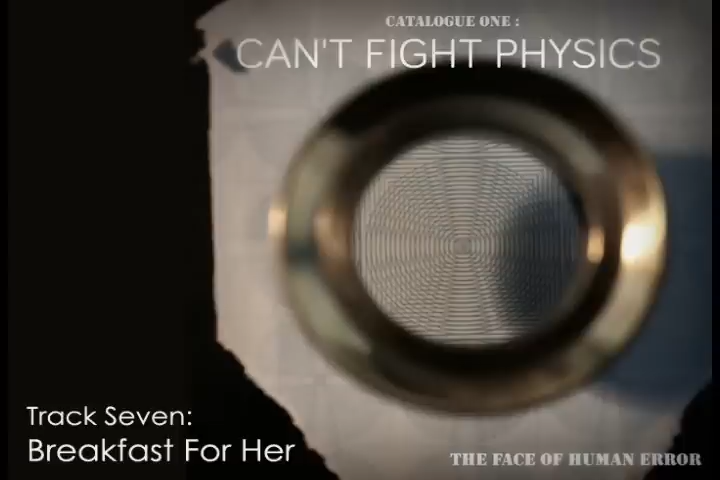 CATALOGUE ONE :
CAN'T FIGHT PHYSICS
Track Seven:
Breakfast For Her
THE FACE OF HUMAN ERROR